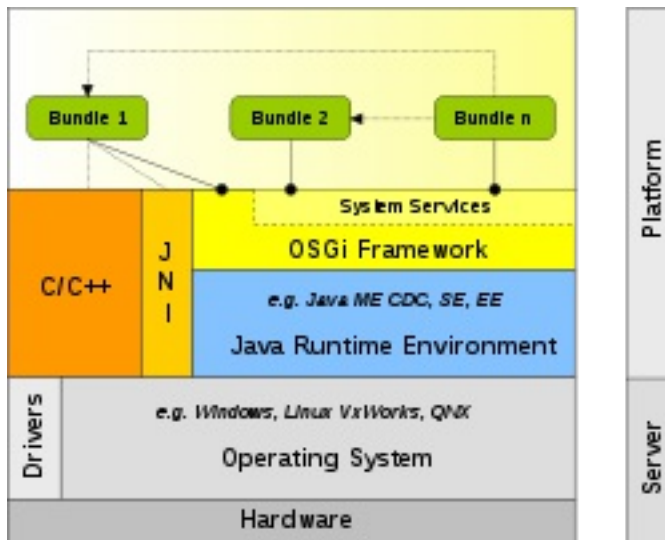 Bundle 1
Bundle 2
Bundle n
System Services
OSGi Framework
C/C++
J
N
I
e.g. Java ME CDC, SE, EE
Java Runtime Environment
Drivers
e.g. Windows, Linux VxWorks, QNX
Operating System
Hardware
Platform
Server